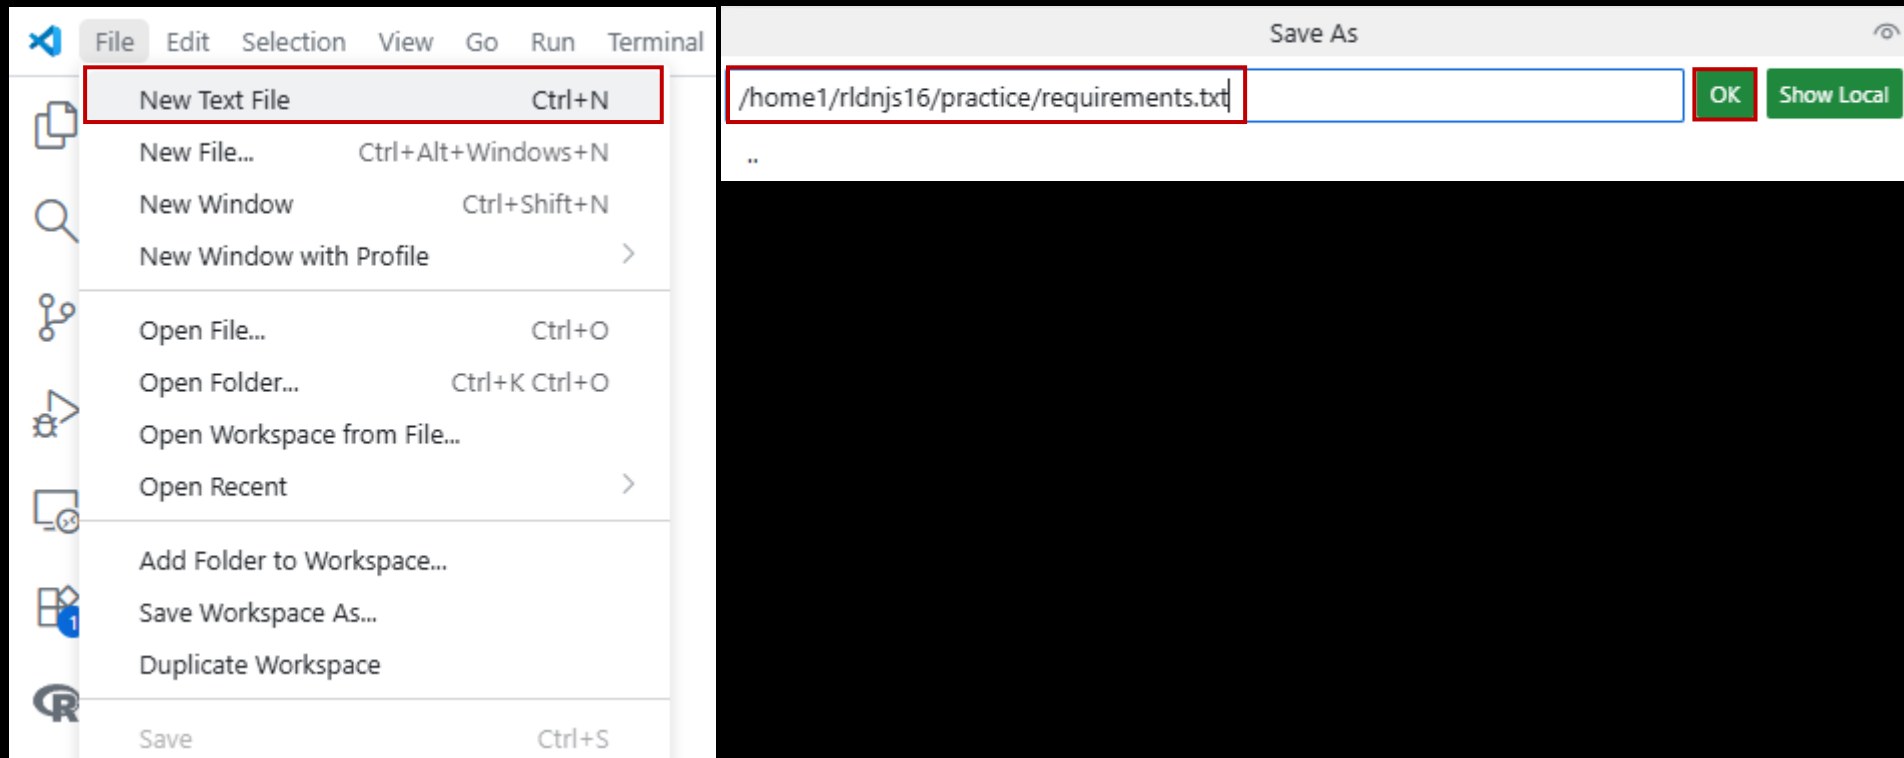 File Edit Selection View Go Run Terminal
New Text File Ctrl+N
New File... Ctrl+Alt+Windows+N
New Window Ctrl+Shift+N
New Window with Profile
Open File... Ctrl+O
Open Folder... Ctrl+K Ctrl+O
Open Workspace from File...
Open Recent
Add Folder to Workspace...
Save Workspace As...
1
Duplicate Workspace
R
Save Ctrl+S
Save As
/home1/rldnjs16/practice/requirements.txt OK Show Local
..